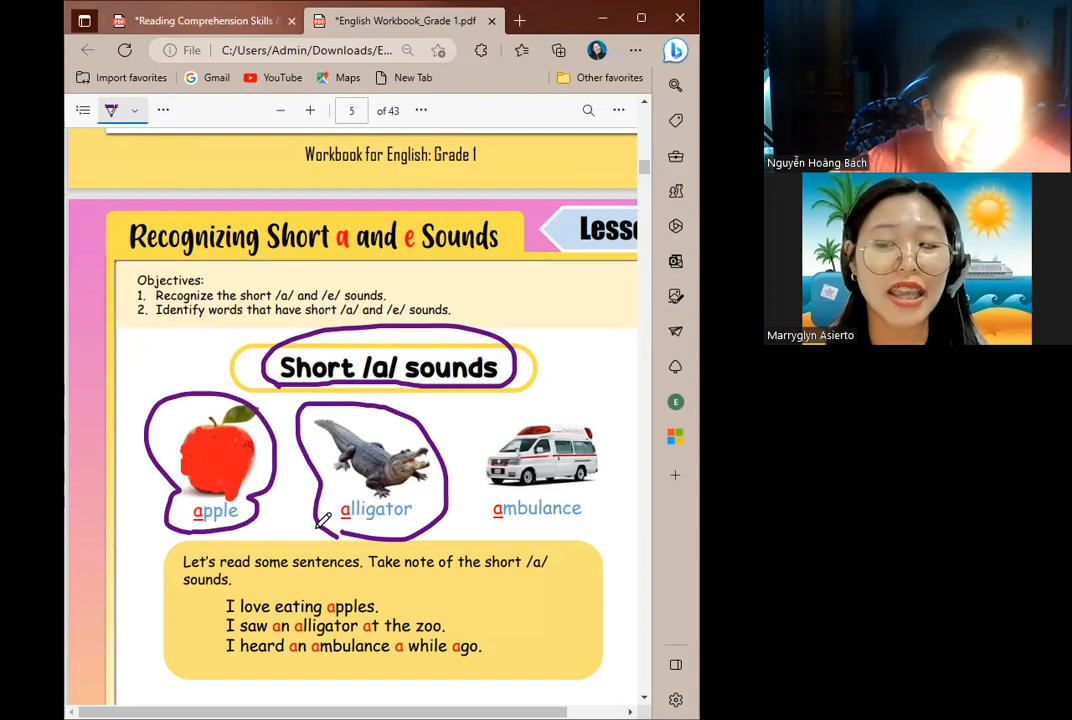 *Reading Comprehension Skills &
*English Workbook_Grade 1.pdf
File
C:/Users/Admin/Downloads/E...
Import favorites
Gmail
YouTube
Maps
New Tab
Other favorites
5 of 43
Workbook for English: Grade 1
Recognizing Short a and e Sounds
Lesso
Objectives:
1. Recognize the short /a/ and /e/ sounds.
2. Identify words that have short /a/ and /e/ sounds.
Short /a/ sounds
apple
alligator
ambulance
Let's read some sentences. Take note of the short /a/
sounds.
I love eating apples.
I saw an alligator at the zoo.
I heard an ambulance a while ago.
Nguyễn Hoàng Bách
Marryglyn Asierto
E